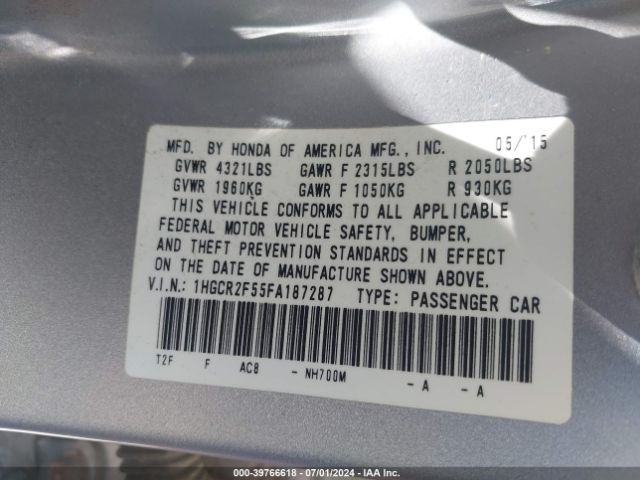 MFD. BY HONDA OF AMERICA MFG., INC. 05/'15
GVWR 4321LBS GAWR F 2315LBS R 2050LBS
GVWR 1960KG GAWR F 1050KG R 930KG
THIS VEHICLE CONFORMS TO ALL APPLICABLE
FEDERAL MOTOR VEHICLE SAFETY, BUMPER,
AND THEFT PREVENTION STANDARDS IN EFFECT
ON THE DATE OF MANUFACTURE SHOWN ABOVE.
V.I.N.: 1HGCR2F55FA187287 TYPE: PASSENGER CAR
T2F F AC8 - NH700M - A - A
000-39766618 - 07/01/2024 - IAA Inc.